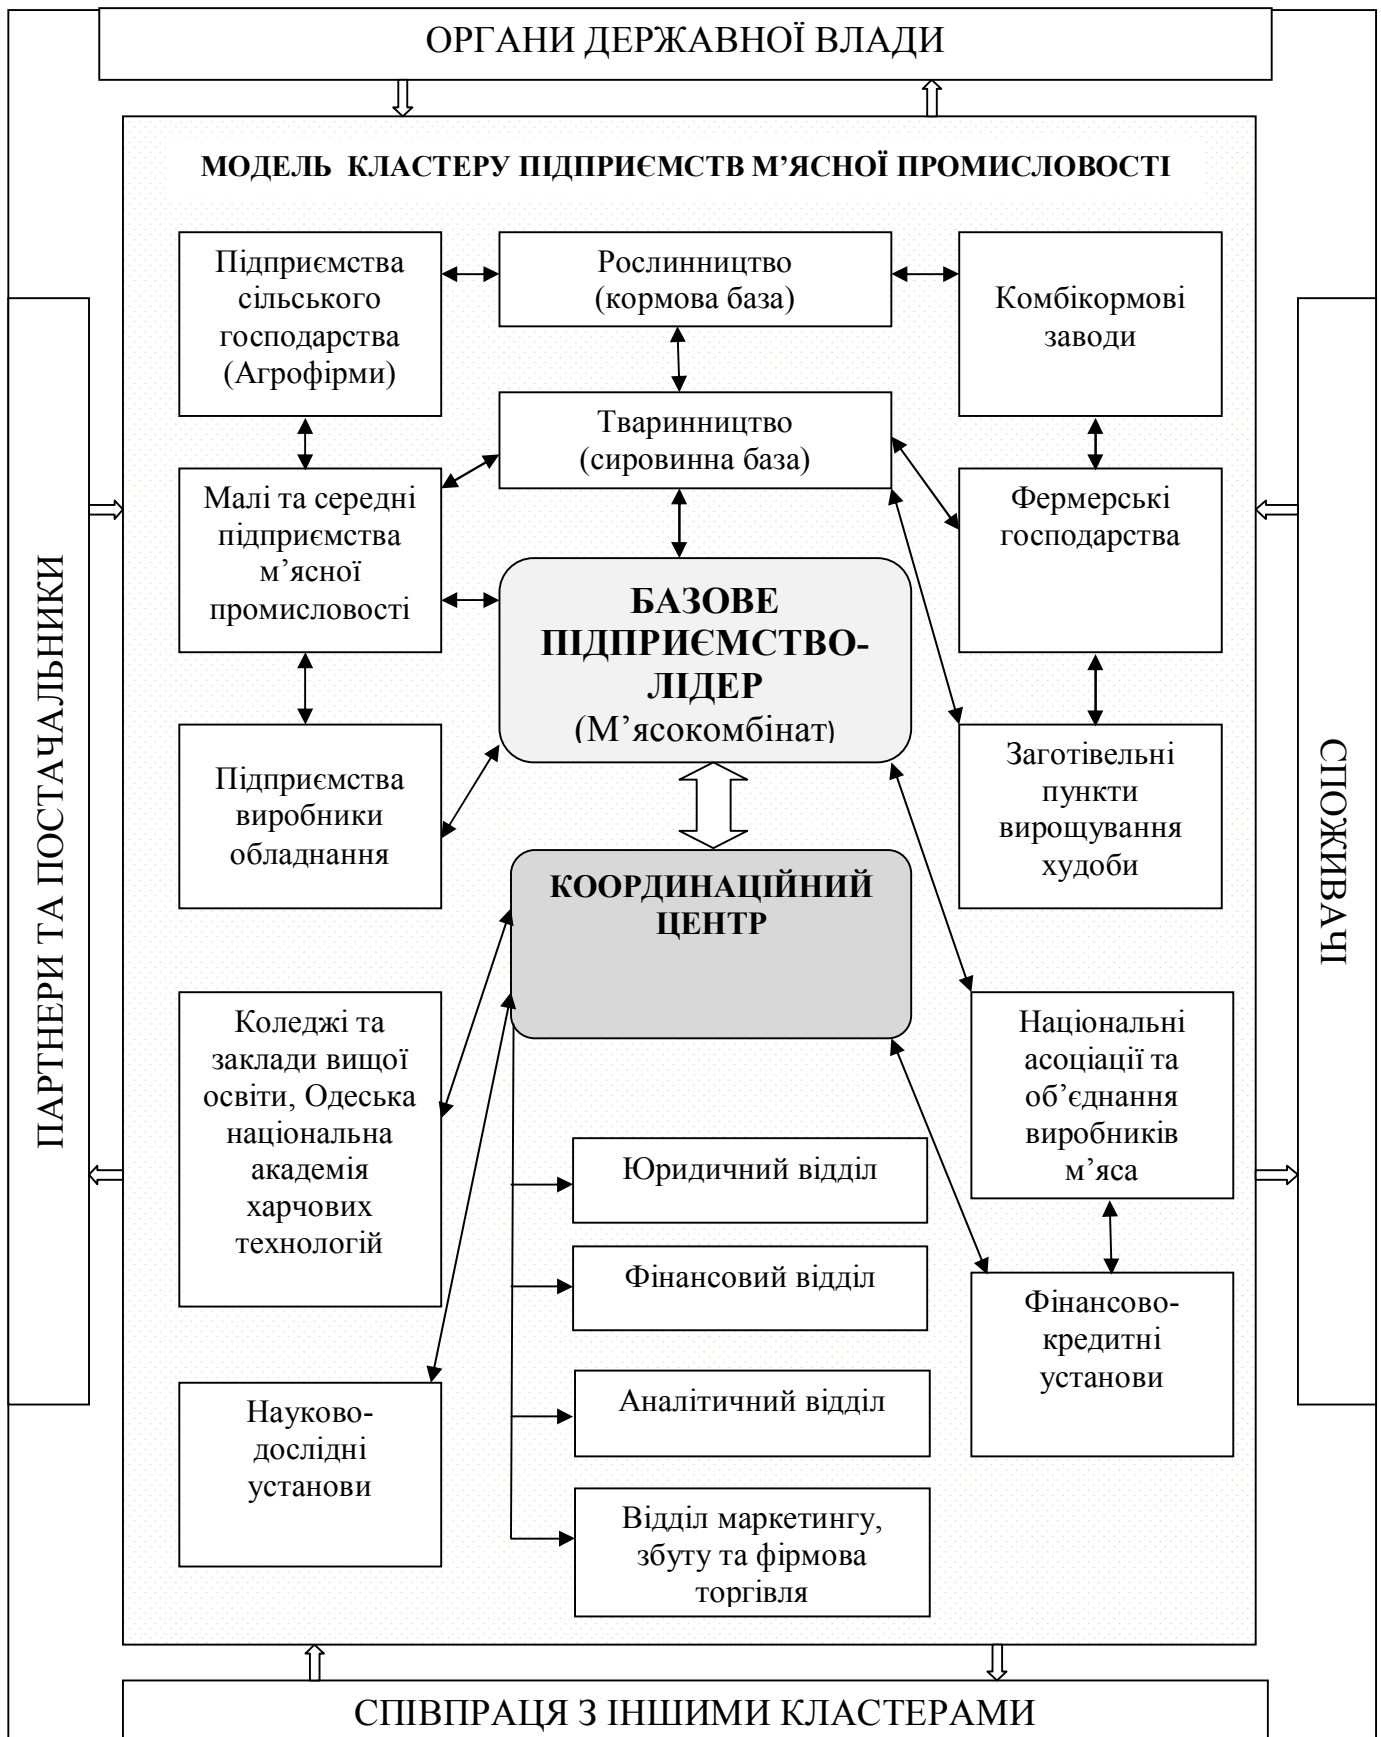 ОРГАНИ ДЕРЖАВНОЇ ВЛАДИ
МОДЕЛЬ КЛАСТЕРУ ПІДПРИЄМСТВ М’ЯСНОЇ ПРОМИСЛОВОСТІ
Підприємства
сільського
господарства
(Агрофірми)
Рослинництво
(кормова база)
Комбікормові
заводи
Тваринництво
(сировинна база)
Малі та середні
підприємства
м’ясної
промисловості
Фермерські
господарства
БАЗОВЕ
ПІДПРИЄМСТВО-
ЛІДЕР
(М’ясокомбінат)
Підприємства
виробники
обладнання
Заготівельні
пункти
вирощування
худоби
КООРДИНАЦІЙНИЙ
ЦЕНТР
ПАРТНЕРИ ТА ПОСТАЧАЛЬНИКИ
СПОЖИВАЧІ
Коледжі та
заклади вищої
освіти, Одеська
національна
академія
харчових
технологій
Національні
асоціації та
об’єднання
виробників
м’яса
Юридичний відділ
Фінансовий відділ
Фінансово-
кредитні
установи
Аналітичний відділ
Науково-
дослідні
установи
Відділ маркетингу,
збуту та фірмова
торгівля
СПІВПРАЦЯ З ІНШИМИ КЛАСТЕРАМИ